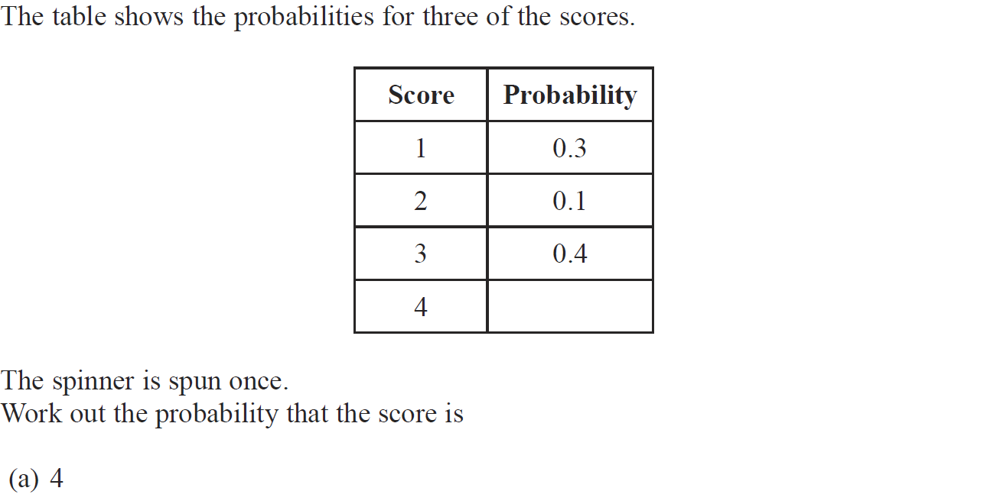 The table shows the probabilities for three of the scores.
Score Probability
1 0.3
2 0.1
3 0.4
4
The spinner is spun once.
Work out the probability that the score is
(a) 4